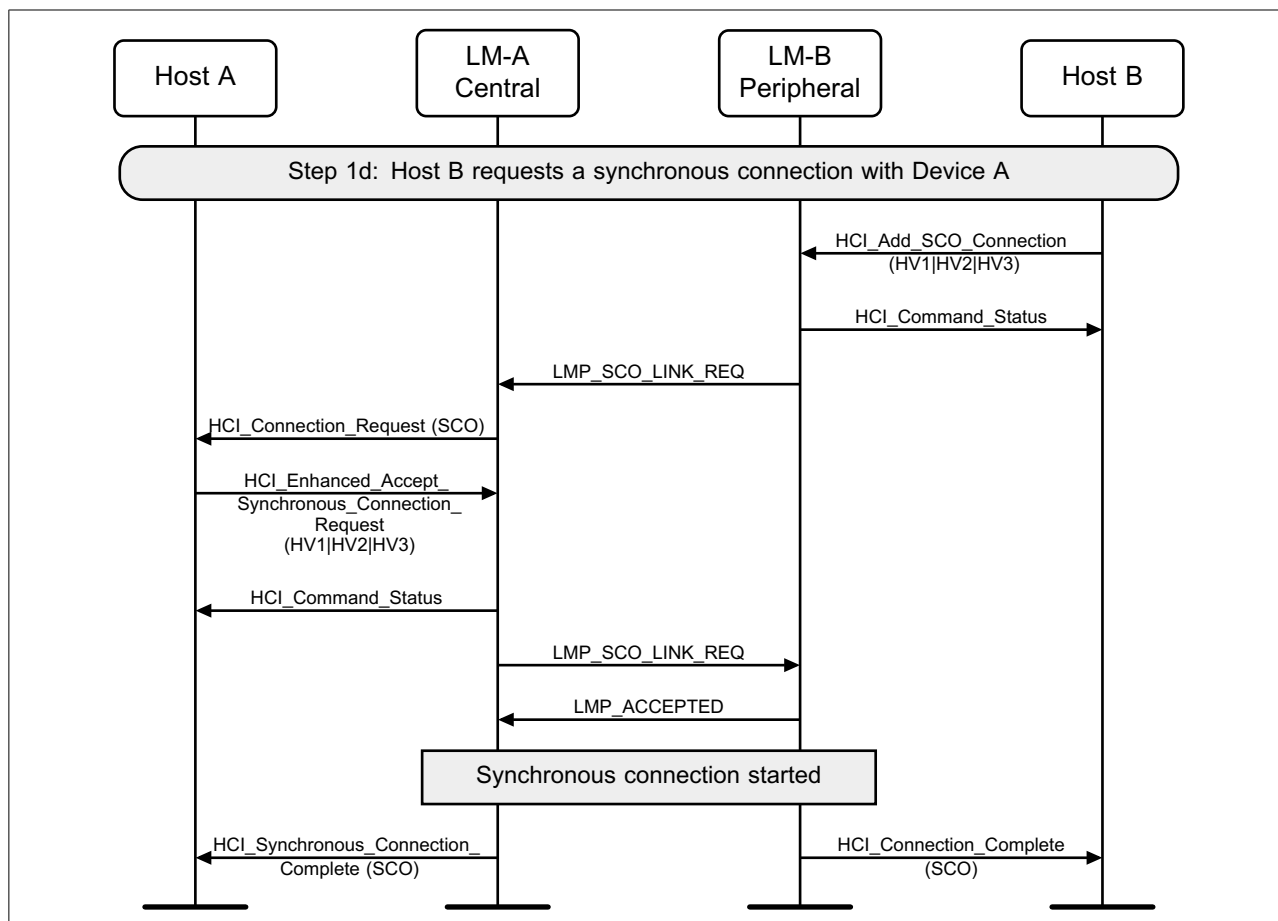 Host A
LM-A
Central
LM-B
Peripheral
Host B
Step 1d: Host B requests a synchronous connection with Device A
HCI_Add_SCO_Connection
(HV1|HV2|HV3)
HCI_Command_Status
LMP_SCO_LINK_REQ
HCI_Connection_Request (SCO)
HCI_Enhanced_Accept_
Synchronous_Connection_
Request
(HV1|HV2|HV3)
HCI_Command_Status
LMP_SCO_LINK_REQ
LMP_ACCEPTED
Synchronous connection started
HCI_Synchronous_Connection_
Complete (SCO)
HCI_Connection_Complete
(SCO)